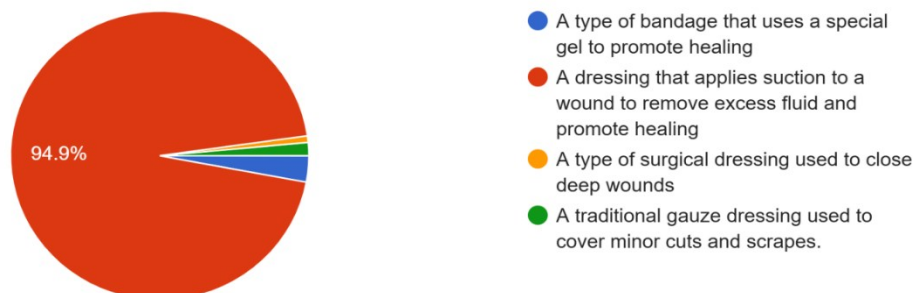 94.9%
A type of bandage that uses a special
gel to promote healing
A dressing that applies suction to a
wound to remove excess fluid and
promote healing
A type of surgical dressing used to close
deep wounds
A traditional gauze dressing used to
cover minor cuts and scrapes.